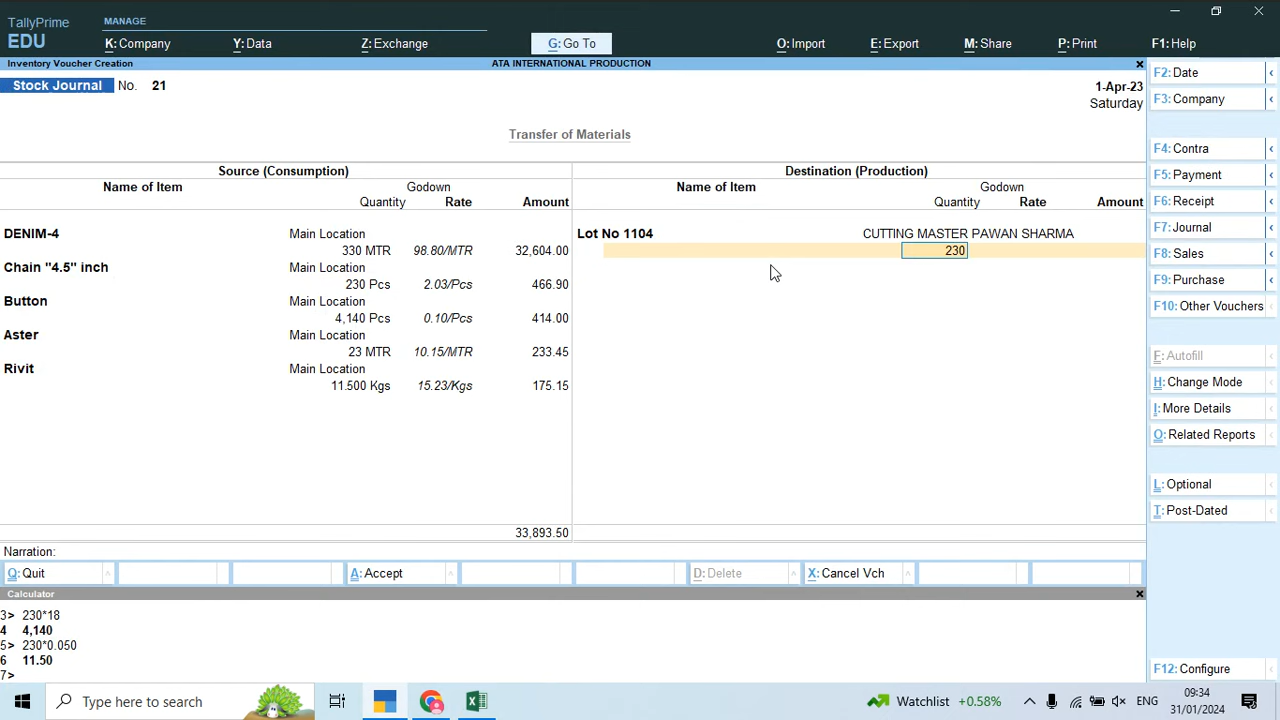 TallyPrime
EDU
MANAGE
K: Company
Y: Data
Z: Exchange
G: Go To
O: Import
E: Export
M: Share
P: Print
F1: Help
Inventory Voucher Creation
ATA INTERNATIONAL PRODUCTION
Stock Journal No. 21
1-Apr-23
Saturday
Transfer of Materials
Source (Consumption)
Destination (Production)
Name of Item Godown
Quantity Rate Amount
Name of Item Godown
Quantity Rate Amount
DENIM-4 Main Location
330 MTR 98.80/MTR 32,604.00
Chain "4.5" inch Main Location
230 Pcs 2.03/Pcs 466.90
Button Main Location
4,140 Pcs 0.10/Pcs 414.00
Aster Main Location
23 MTR 10.15/MTR 233.45
Rivit Main Location
11.500 Kgs 15.23/Kgs 175.15
33,893.50
Lot No 1104 CUTTING MASTER PAWAN SHARMA
230
Narration:
Q: Quit
A: Accept
D: Delete
X: Cancel Vch
Calculator
3> 230*18
4 4,140
5> 230*0.050
6 11.50
7>
F2: Date
F3: Company
F4: Contra
F5: Payment
F6: Receipt
F7: Journal
F8: Sales
F9: Purchase
F10: Other Vouchers
F: Autofill
H: Change Mode
I: More Details
O: Related Reports
L: Optional
T: Post-Dated
F12: Configure
Type here to search
Watchlist +0.58%
ENG
09:34
31/01/2024